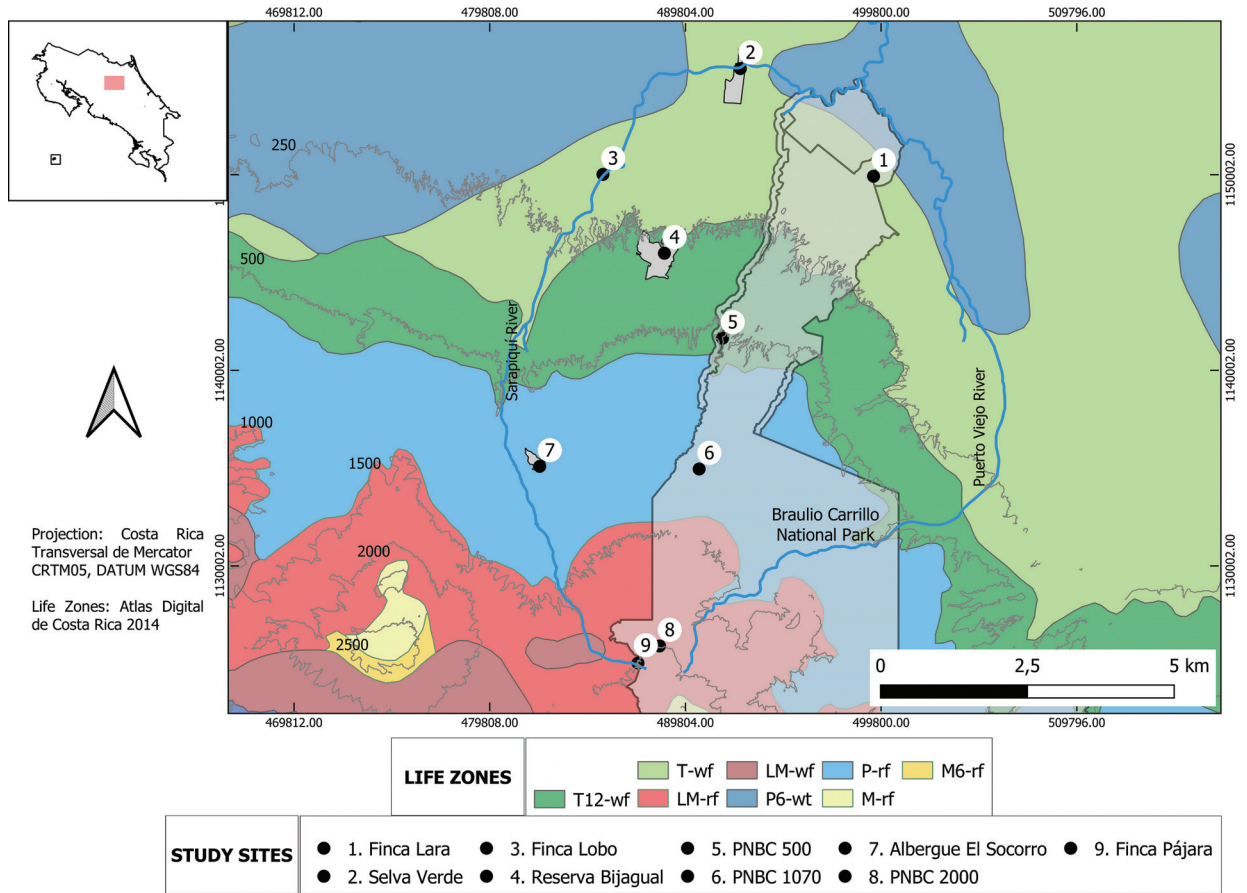 469812.00 479808.00 489804.00 499800.00 509796.00
2
250
3
1
1150002.00
4
500
5
Sarapiquí River
1140002.00 1140002.00
Puerto Viejo River
1000
1500
7
6
Braulio Carrillo
National Park
Projection: Costa Rica
Transversal de Mercator
CRTM05, DATUM WGS84
2000
1130002.00 1130002.00
Life Zones: Atlas Digital
de Costa Rica 2014
2500
8
9
0 2,5 5 km
469812.00 479808.00 489804.00 499800.00 509796.00
LIFE ZONES
T-wf LM-wf P-rf M6-rf
T12-wf LM-rf P6-wt M-rf
STUDY SITES
1. Finca Lara 3. Finca Lobo 5. PNBC 500 7. Albergue El Socorro 9. Finca Pájara
2. Selva Verde 4. Reserva Bijagual 6. PNBC 1070 8. PNBC 2000